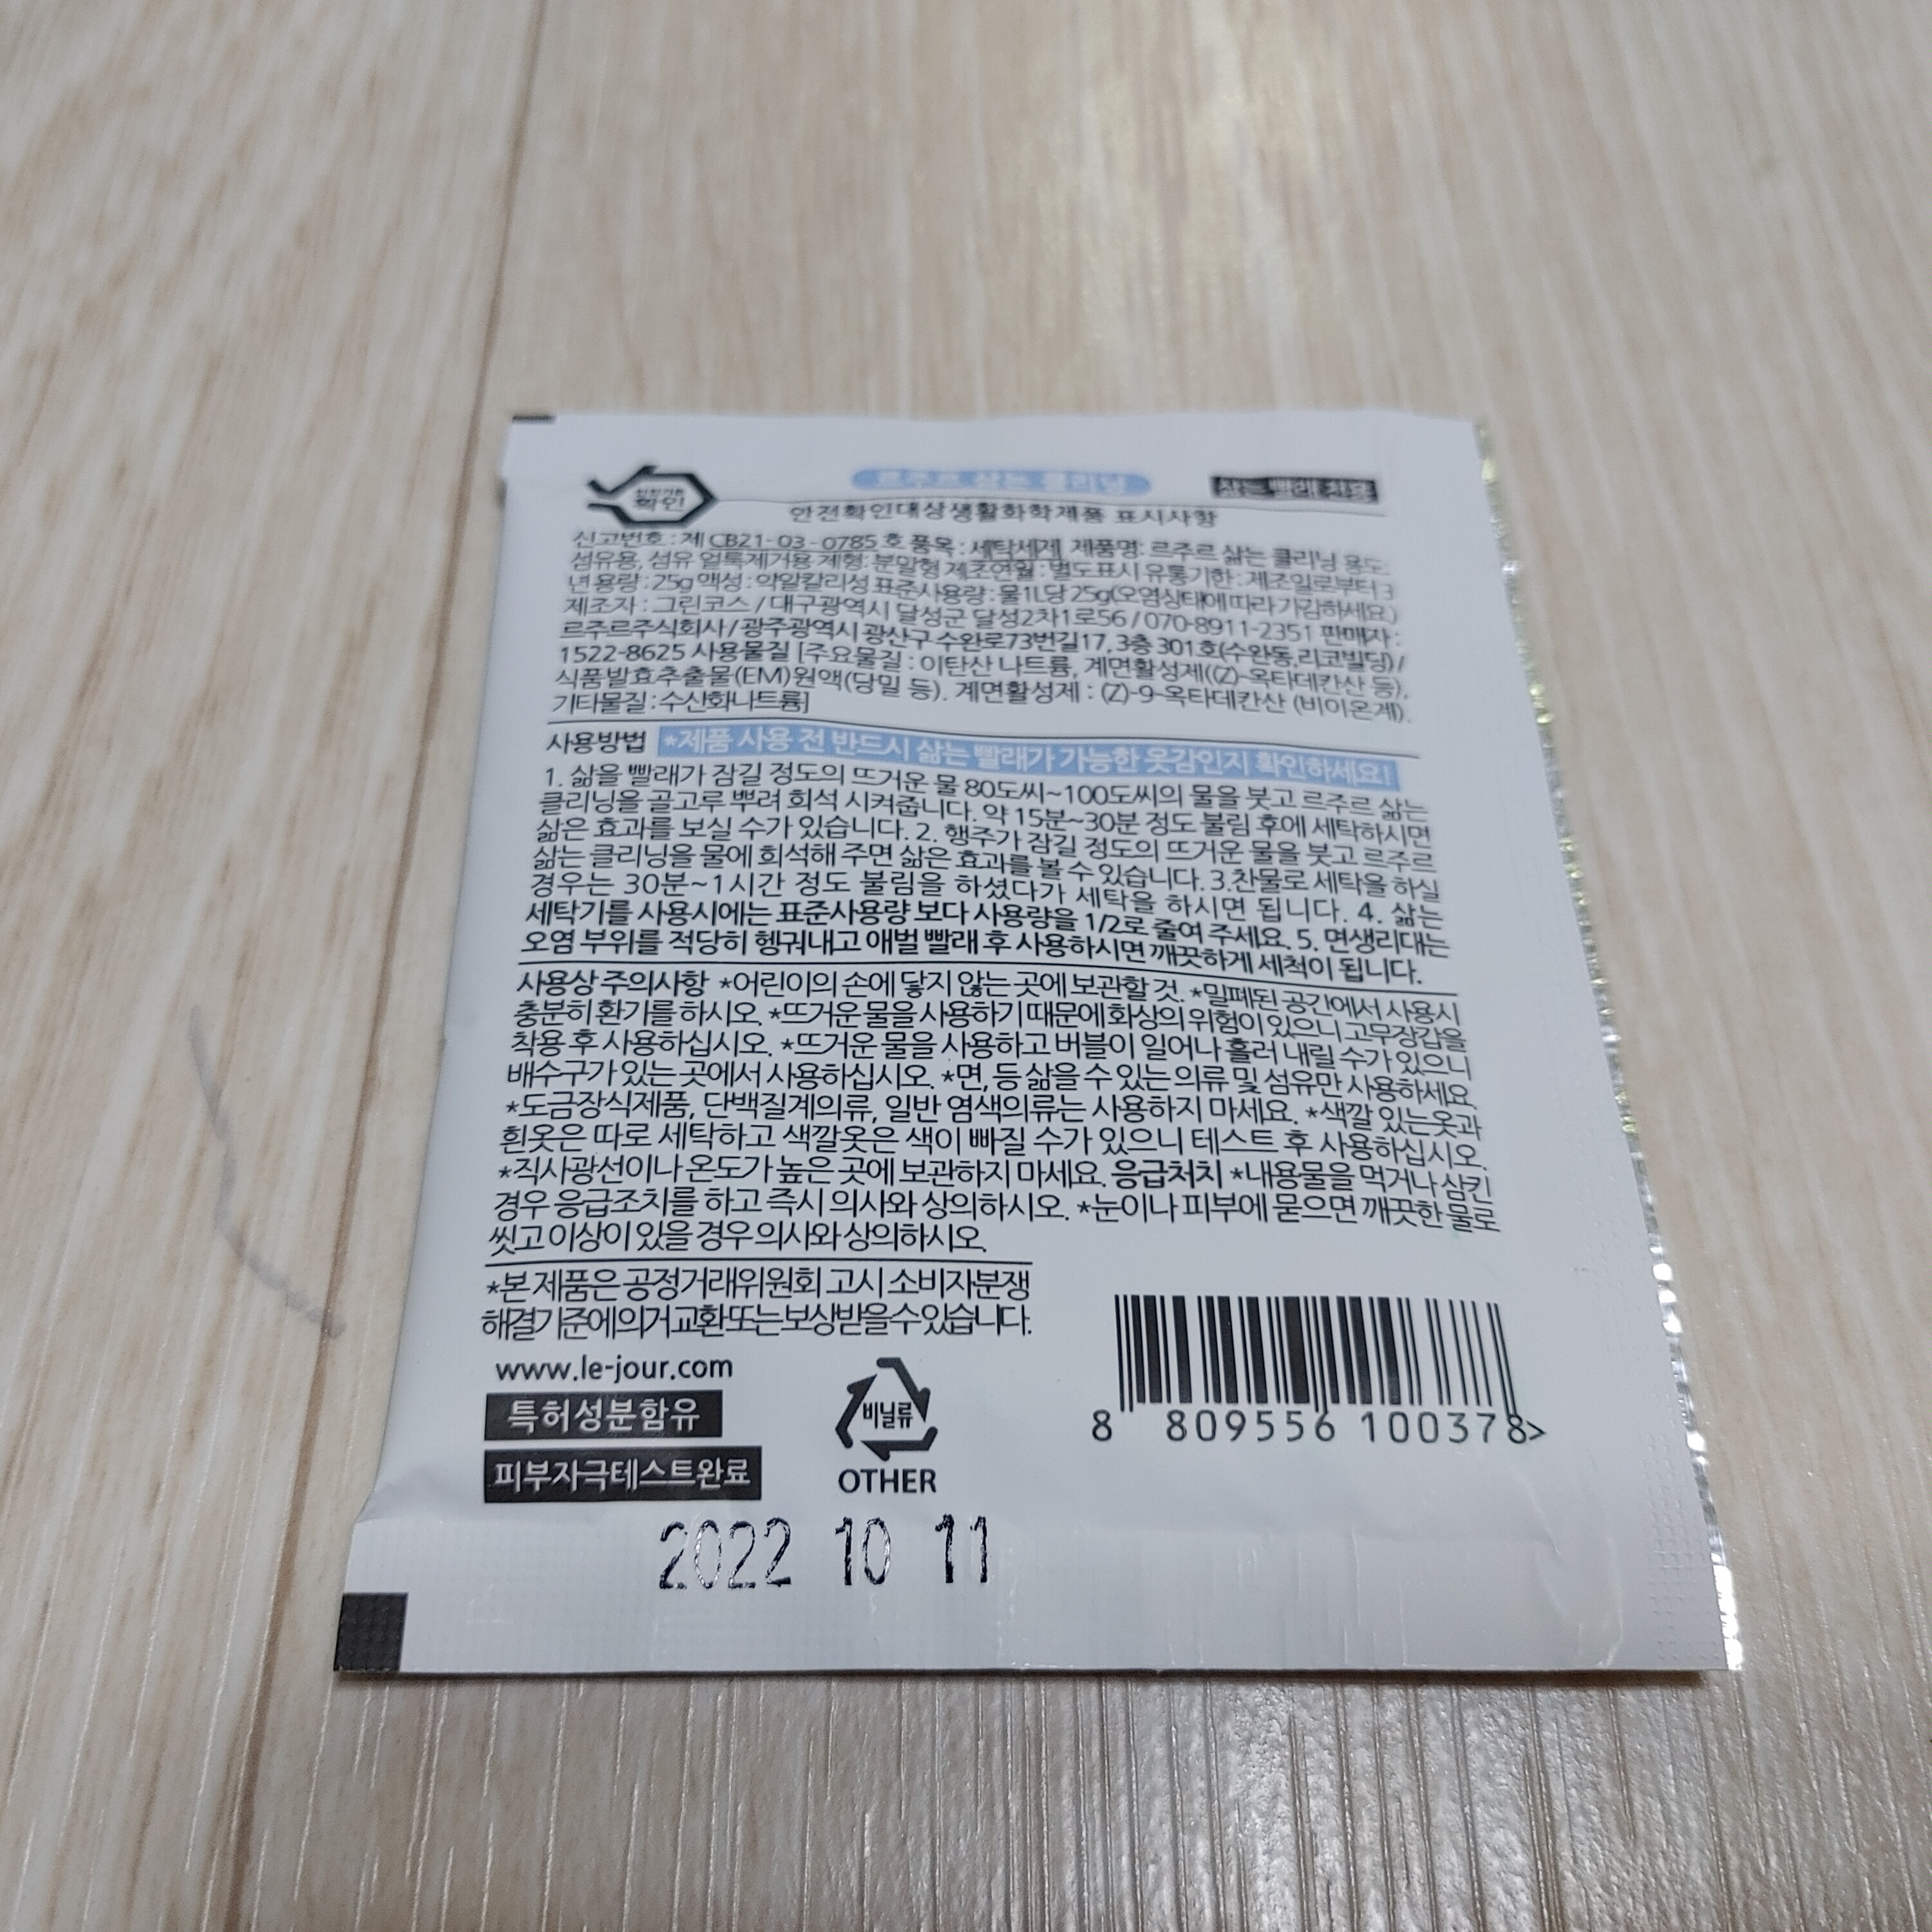 안전기준
확인
르주르 삶는 클리닝
삶는 빨래 전용
안전확인대상생활화학제품 표시사항
신고번호 : 제 CB21-03-0785 호 품목 : 세탁세제 제품명: 르주르 삶는 클리닝 용도:
섬유용, 섬유 얼룩제거용 제형: 분말형 제조연월 : 별도표시 유통기한 : 제조일로부터 3
년 용량 : 25g 액성 : 약알칼리성 표준사용량 : 물1L당 25g(오염상태에 따라 가감하세요.)
제조자 : 그린코스 / 대구광역시 달성군 달성2차1로56 / 070-8911-2351 판매자 :
르주르주식회사 / 광주광역시 광산구 수완로73번길17, 3층 301호(수완동,리코빌딩) /
1522-8625 사용물질 [주요물질 : 이탄산 나트륨, 계면활성제((Z)-옥타데칸산 등),
식품발효추출물(EM)원액(당밀 등). 계면활성제 : (Z)-9-옥타데칸산 (비이온계).
기타물질 : 수산화나트륨]
사용방법 *제품 사용 전 반드시 삶는 빨래가 가능한 옷감인지 확인하세요!
1. 삶을 빨래가 잠길 정도의 뜨거운 물 80도씨~100도씨의 물을 붓고 르주르 삶는
클리닝을 골고루 뿌려 희석 시켜줍니다. 약 15분~30분 정도 불림 후에 세탁하시면
삶은 효과를 보실 수가 있습니다. 2. 행주가 잠길 정도의 뜨거운 물을 붓고 르주르
삶는 클리닝을 물에 희석해 주면 삶은 효과를 볼 수 있습니다. 3.찬물로 세탁을 하실
경우는 30분~1시간 정도 불림을 하셨다가 세탁을 하시면 됩니다. 4. 삶는
세탁기를 사용시에는 표준사용량 보다 사용량을 1/2로 줄여 주세요. 5. 면생리대는
오염 부위를 적당히 헹궈내고 애벌 빨래 후 사용하시면 깨끗하게 세척이 됩니다.
사용상 주의사항 *어린이의 손에 닿지 않는 곳에 보관할 것. *밀폐된 공간에서 사용시
충분히 환기를 하시오. *뜨거운 물을 사용하기 때문에 화상의 위험이 있으니 고무장갑을
착용 후 사용하십시오. *뜨거운 물을 사용하고 버블이 일어나 흘러 내릴 수가 있으니
배수구가 있는 곳에서 사용하십시오. *면, 등 삶을 수 있는 의류 및 섬유만 사용하세요.
*도금장식제품, 단백질계의류, 일반 염색의류는 사용하지 마세요. *색깔 있는옷과
흰옷은 따로 세탁하고 색깔옷은 색이 빠질 수가 있으니 테스트 후 사용하십시오.
*직사광선이나 온도가 높은 곳에 보관하지 마세요. 응급처치 *내용물을 먹거나 삼킨
경우 응급조치를 하고 즉시 의사와 상의하시오. *눈이나 피부에 묻으면 깨끗한 물로
씻고 이상이 있을 경우 의사와 상의하시오.
*본 제품은 공정거래위원회 고시 소비자분쟁
해결기준에 의거 교환 또는 보상받을 수 있습니다.
www.le-jour.com
특허성분함유
피부자극테스트완료
비닐류
OTHER
8 809556 100378>
2022 10 11